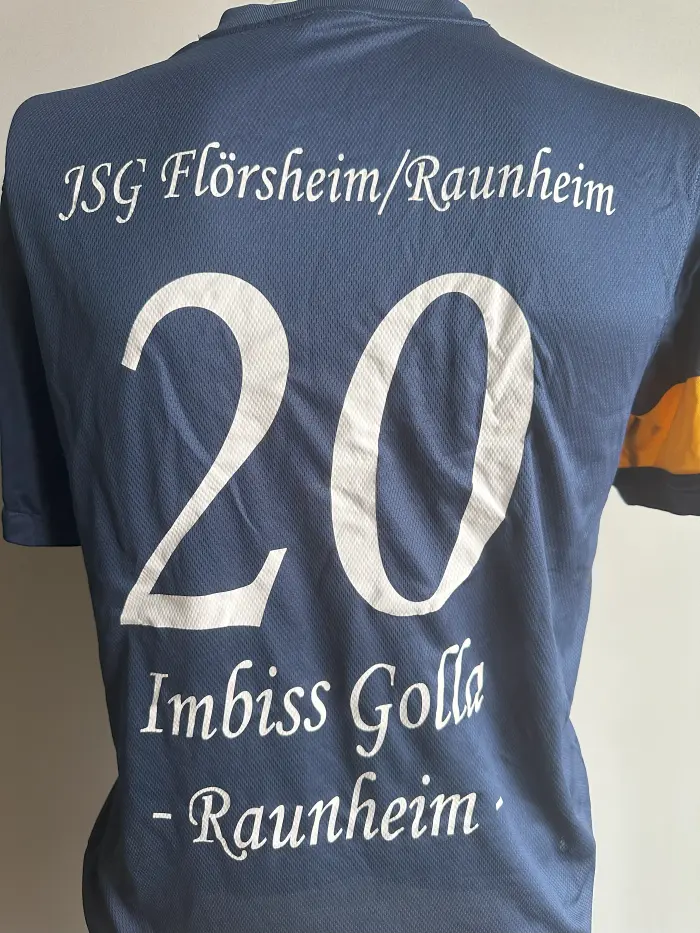 JSG Flörsheim/Raunheim
20
Imbiss Golla
- Raunheim -